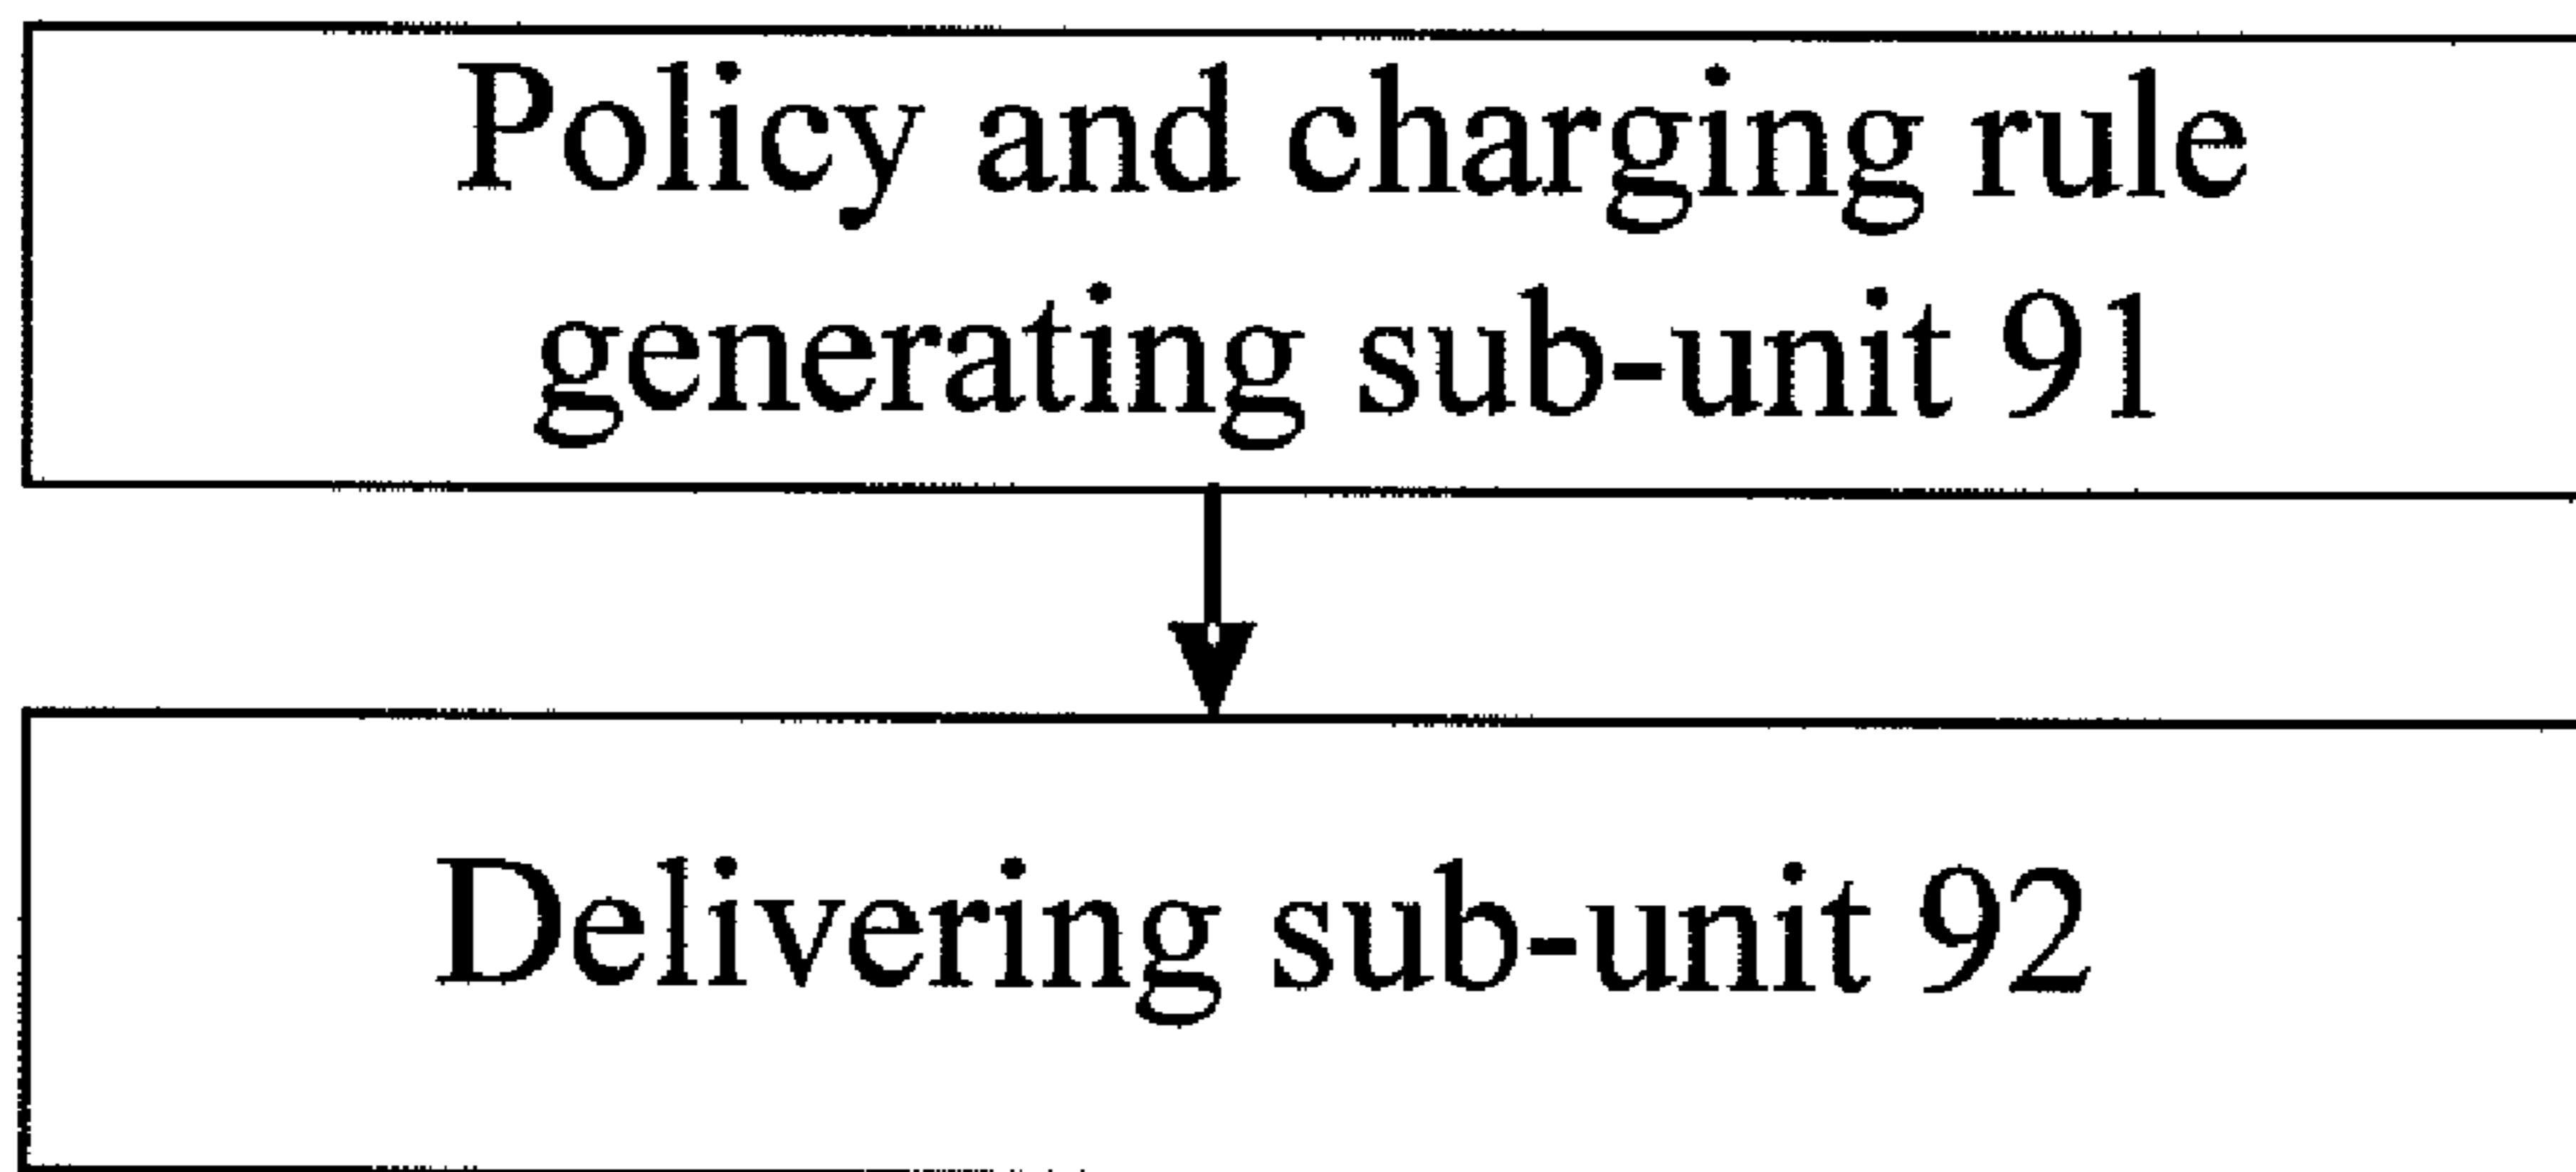 Policy and charging rule
generating sub-unit 91
Delivering sub-unit 92